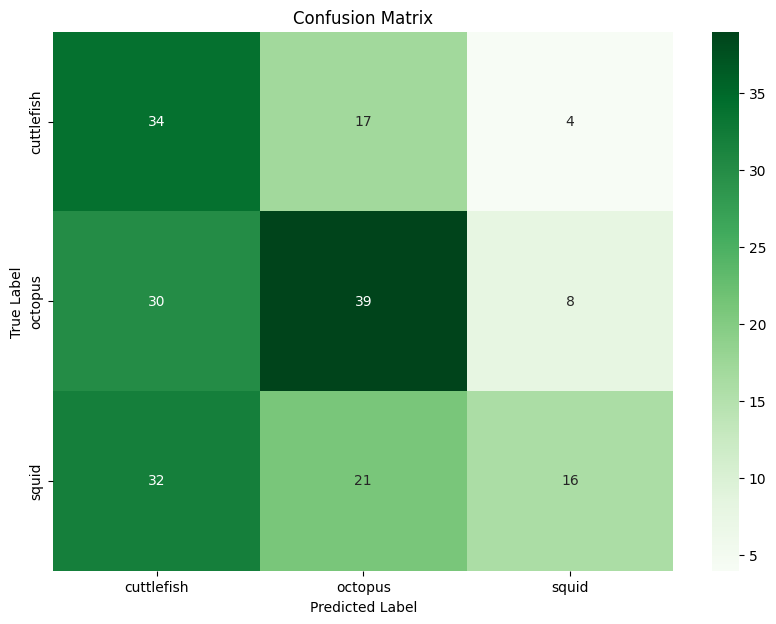 Confusion Matrix
True Label
cuttlefish
34
17
4
octopus
30
39
8
squid
32
21
16
cuttlefish
octopus
squid
Predicted Label
35
30
25
20
15
10
5